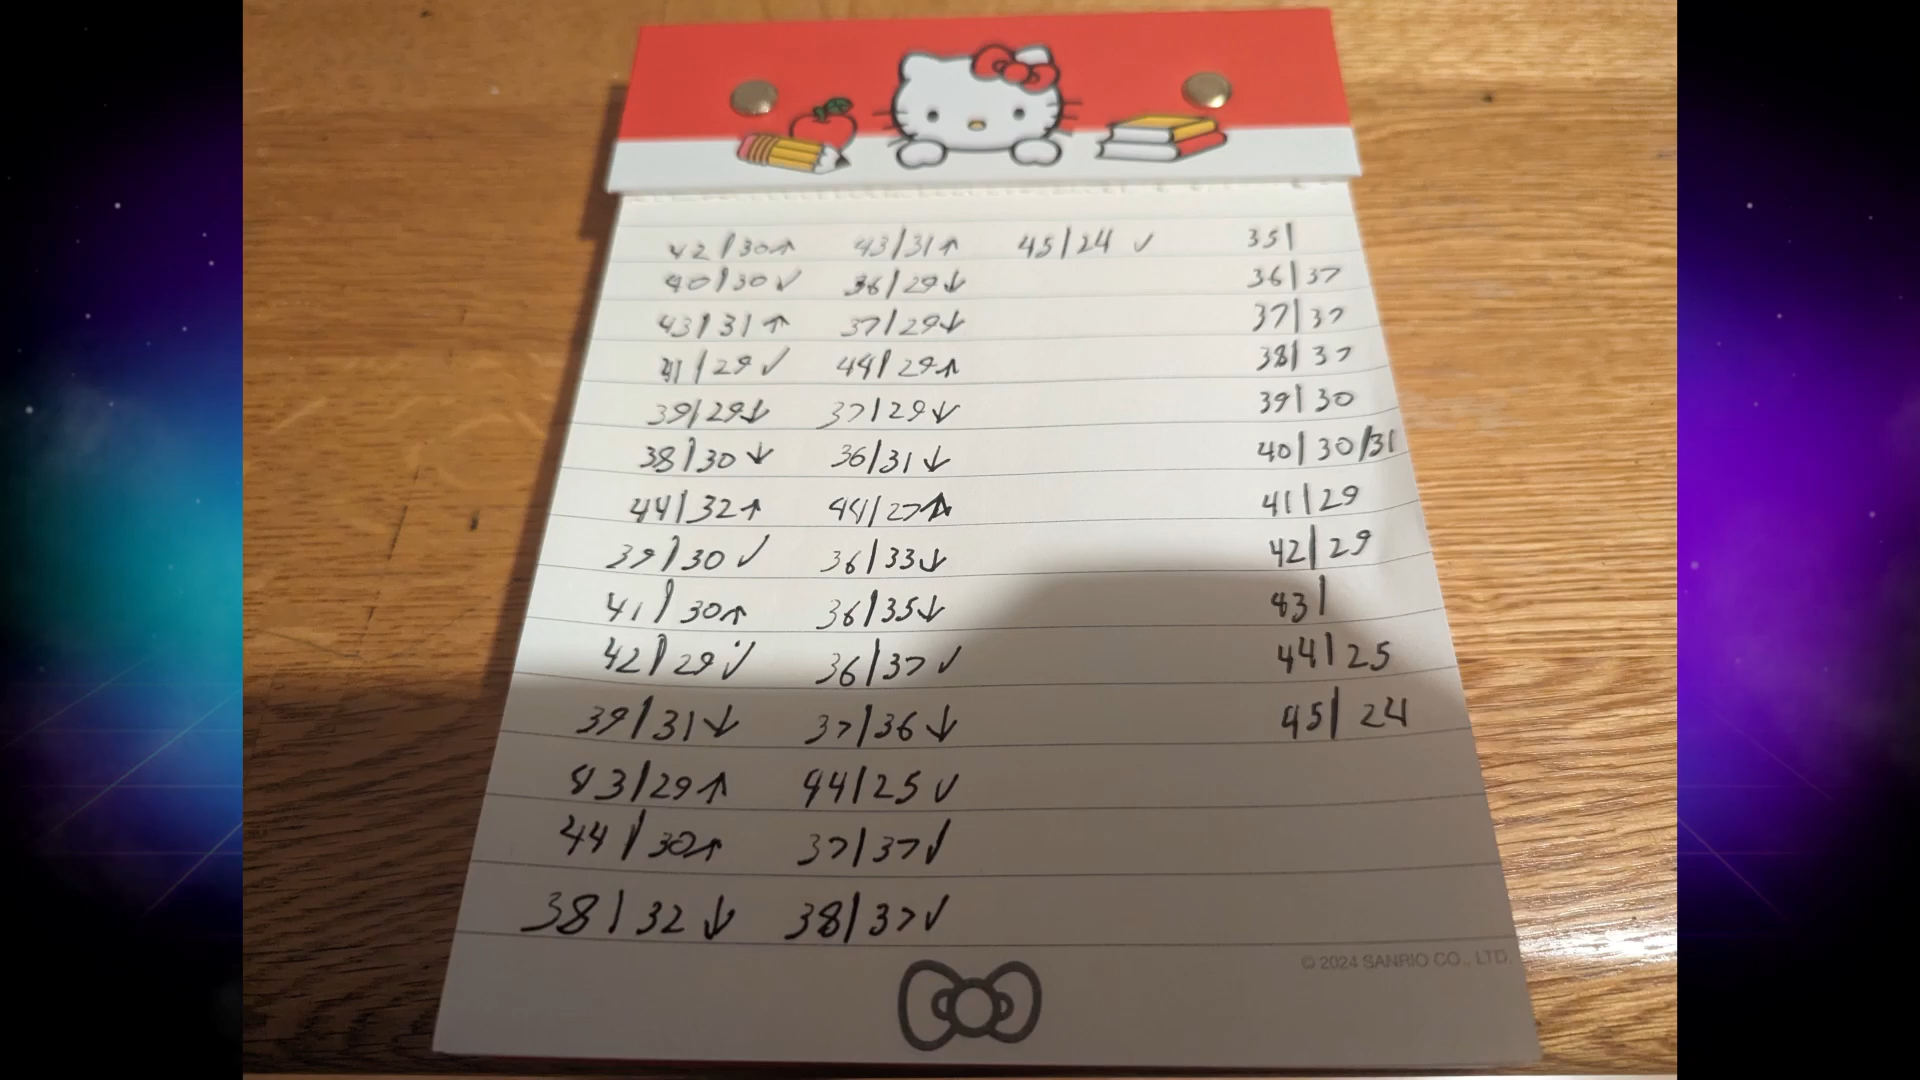 42/30↑ 43/31↑ 45/24 ✓ 35|
40/30✓ 36/29↓ 36|37
43/31↑ 37/29↓ 37|37
41/29✓ 44/29↑ 38|37
39/29↓ 37/29↓ 39|30
38/30↓ 36/31↓ 40|30/31
44/32↑ 44/27↑ 41|29
39/30✓ 36/33↓ 42|29
41/30↑ 36/35↓ 43|
42/29✓ 36/37✓ 44|25
39/31↓ 37/36↓ 45|24
43/29↑ 44/25✓
44/30↑ 37/37✓
38/32↓ 38/37✓
© 2024 SANRIO CO., LTD.